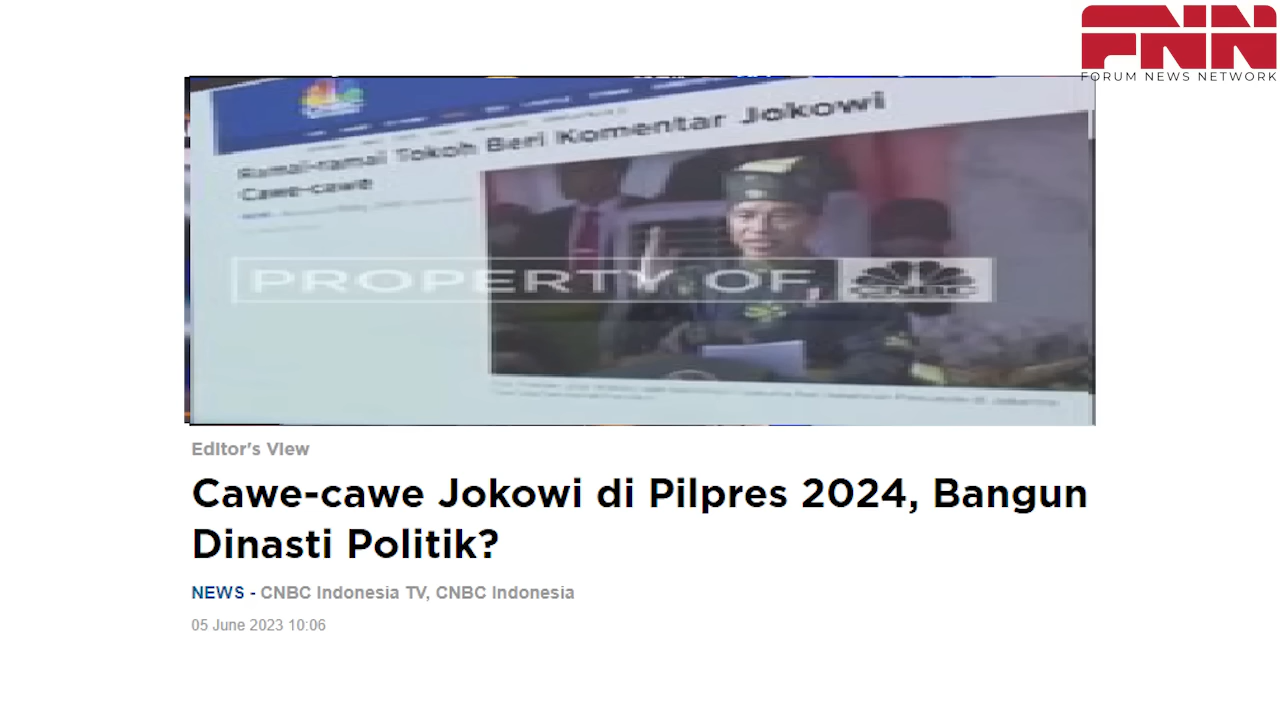 FNN
FORUM NEWS NETWORK
Ramai-ramai Tokoh Beri Komentar Jokowi
Cawe-cawe
PROPERTY OF, CNBC
Editor's View
Cawe-cawe Jokowi di Pilpres 2024, Bangun
Dinasti Politik?
NEWS - CNBC Indonesia TV, CNBC Indonesia
05 June 2023 10:06